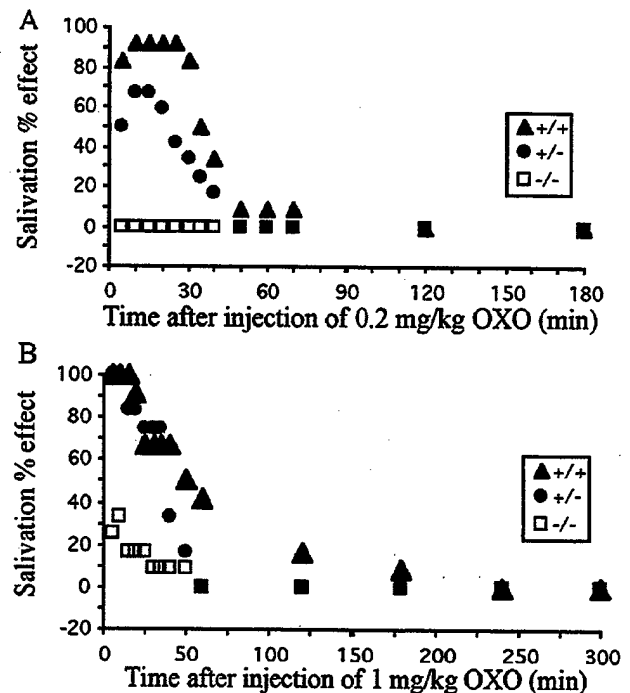 A
Salivation % effect
100
80
60
40
20
0
-20
+/+
+/-
-/-
0 30 60 90 120 150 180
Time after injection of 0.2 mg/kg OXO (min)
B
Salivation % effect
100
80
60
40
20
0
-20
+/+
+/-
-/-
0 50 100 150 200 250 300
Time after injection of 1 mg/kg OXO (min)